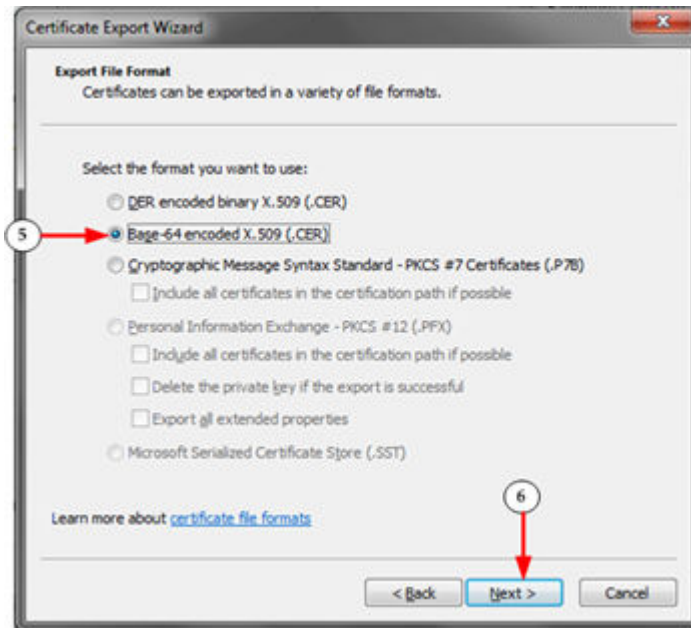 Certificate Export Wizard
Export File Format
Certificates can be exported in a variety of file formats.
Select the format you want to use:
DER encoded binary X.509 (.CER)
5
Base-64 encoded X.509 (.CER)
Cryptographic Message Syntax Standard - PKCS #7 Certificates (.P7B)
Include all certificates in the certification path if possible
Personal Information Exchange - PKCS #12 (.PFX)
Include all certificates in the certification path if possible
Delete the private key if the export is successful
Export all extended properties
Microsoft Serialized Certificate Store (.SST)
6
Learn more about certificate file formats
< Back Next > Cancel